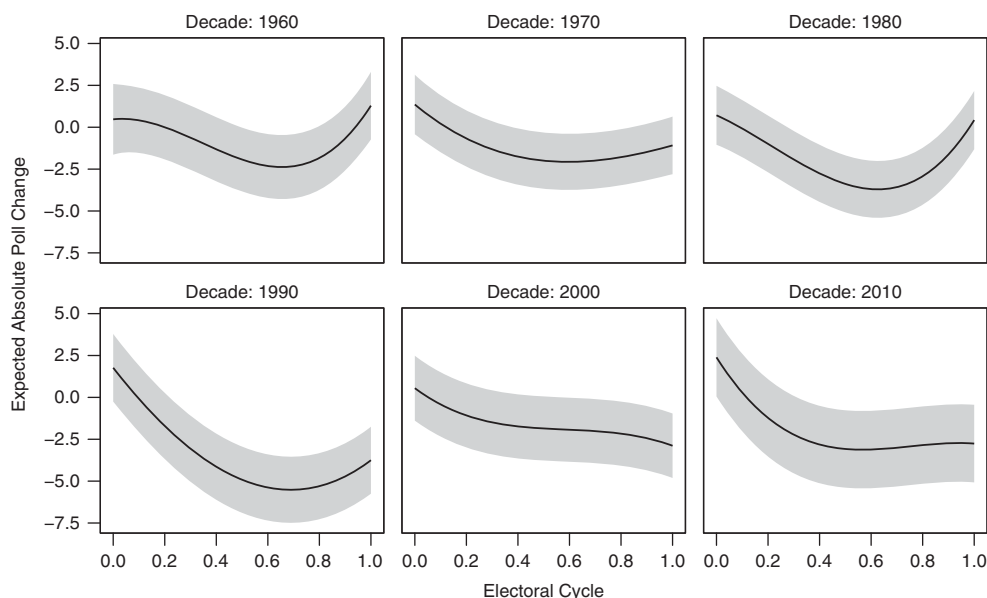 Decade: 1960
Decade: 1970
Decade: 1980
5.0
2.5
0.0
−2.5
−5.0
−7.5
Decade: 1990
Decade: 2000
Decade: 2010
5.0
2.5
0.0
−2.5
−5.0
−7.5
0.0 0.2 0.4 0.6 0.8 1.0
0.0 0.2 0.4 0.6 0.8 1.0
0.0 0.2 0.4 0.6 0.8 1.0
Expected Absolute Poll Change
Electoral Cycle